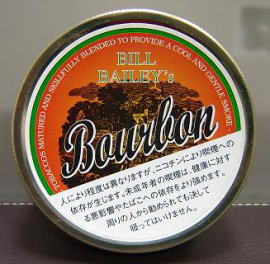 TOBACCOS MATURED AND SKILLFULLY BLENDED TO PROVIDE A COOL AND GENTLE SMOKE
BILL
BAILEY's
Bourbon
人により程度は異なりますが、ニコチンにより喫煙への
依存が生じます。未成年者の喫煙は、健康に対す
る悪影響やたばこへの依存をより強めます。
周りの人から勧められても決して
吸ってはいけません。